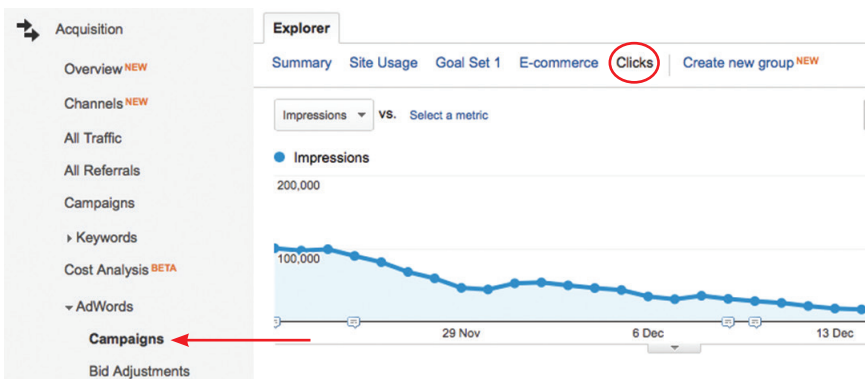 Acquisition
Overview NEW
Channels NEW
All Traffic
All Referrals
Campaigns
Keywords
Cost Analysis BETA
AdWords
Campaigns
Bid Adjustments
Explorer
Summary Site Usage Goal Set 1 E-commerce Clicks Create new group NEW
Impressions VS. Select a metric
Impressions
200,000
100,000
29 Nov 6 Dec 13 Dec